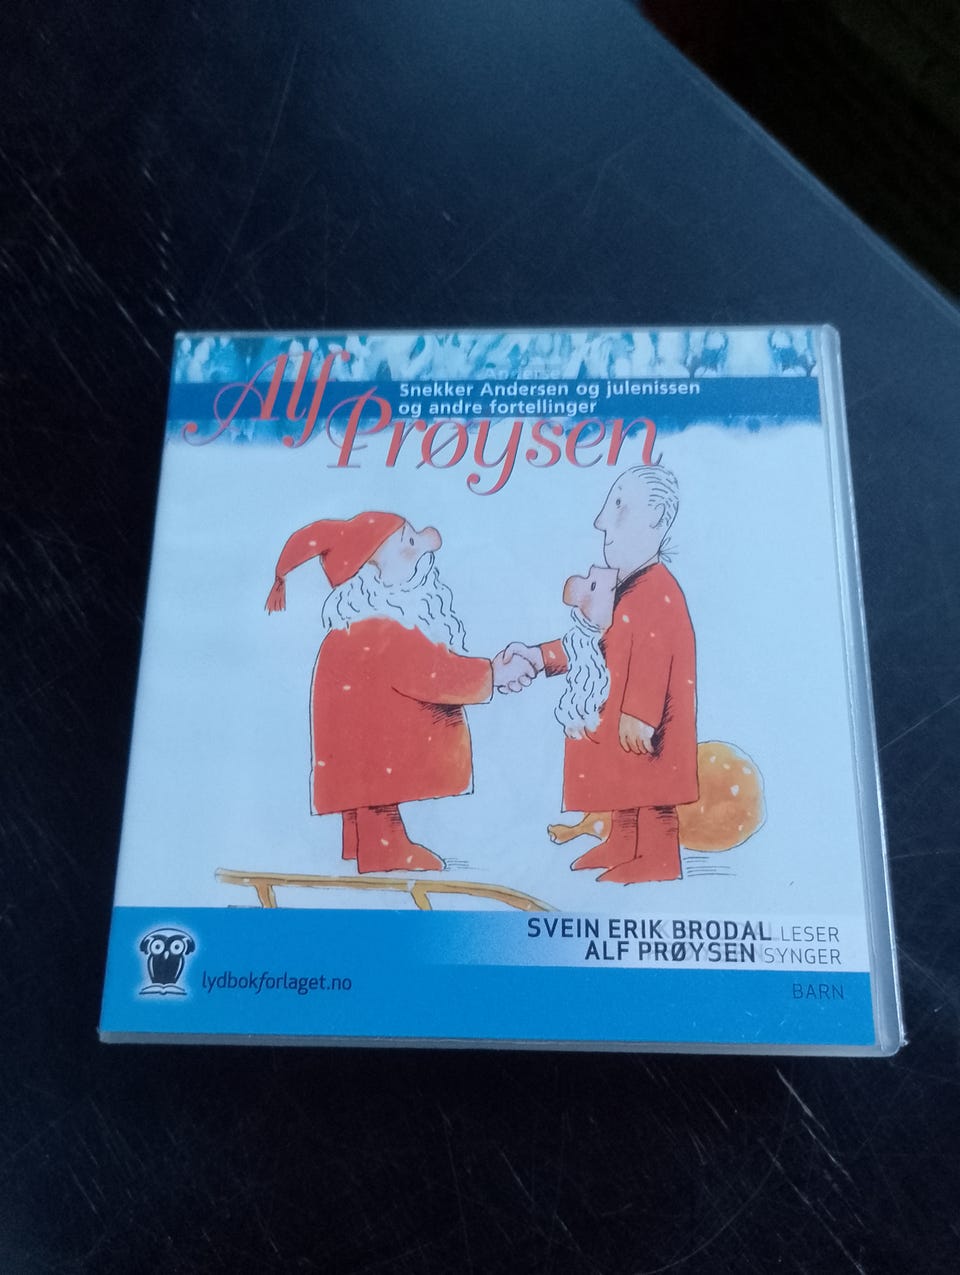 Alf Prøysen
Snekker Andersen og julenissen
og andre fortellinger
SVEIN ERIK BRODAL LESER
ALF PRØYSEN SYNGER
lydbokforlaget.no
BARN